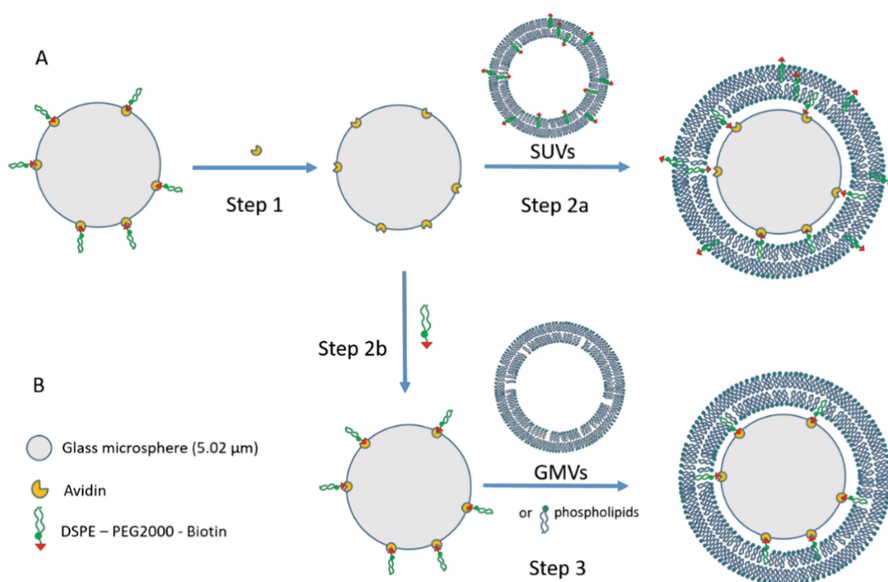 A
SUVs
Step 1
Step 2a
Step 2b
B
Glass microsphere (5.02 µm)
Avidin
DSPE – PEG2000 - Biotin
GMVs
or phospholipids
Step 3